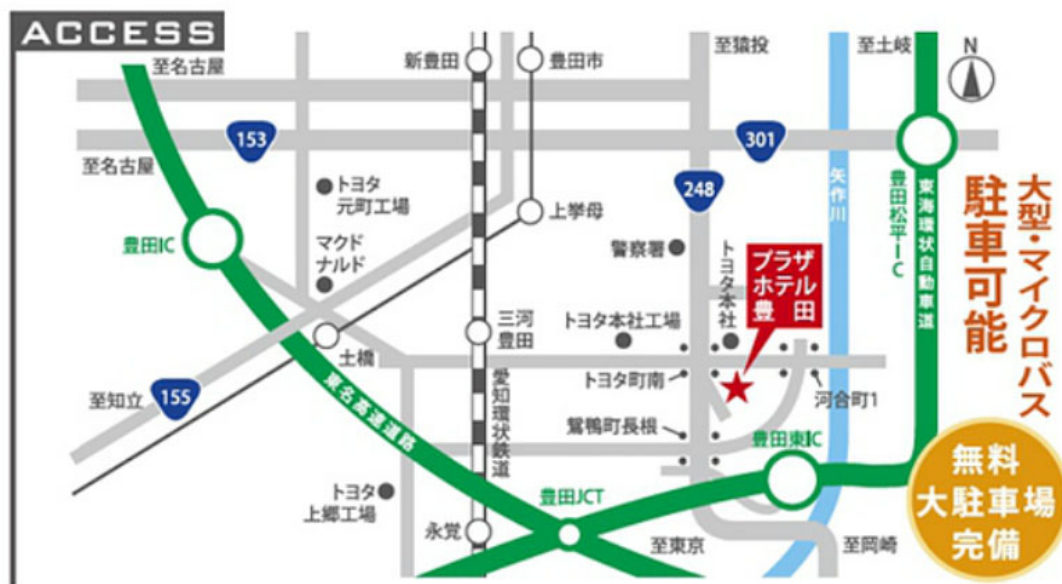 ACCESS
至名古屋
新豊田
豊田市
至猿投
至土岐
N
153
301
至名古屋
248
トヨタ
元町工場
上挙母
矢作川
豊田松平IC
東海環状自動車道
大型・マイクロバス
駐車可能
豊田IC
マクド
ナルド
警察署
トヨタ本社
プラザ
ホテル
豊田
三河
豊田
トヨタ本社工場
土橋
至知立
155
東名高速道路
愛知環状鉄道
トヨタ町南
河合町1
鴛鴨町長根
豊田東IC
無料
大駐車場
完備
トヨタ
上郷工場
豊田JCT
永覚
至東京
至岡崎